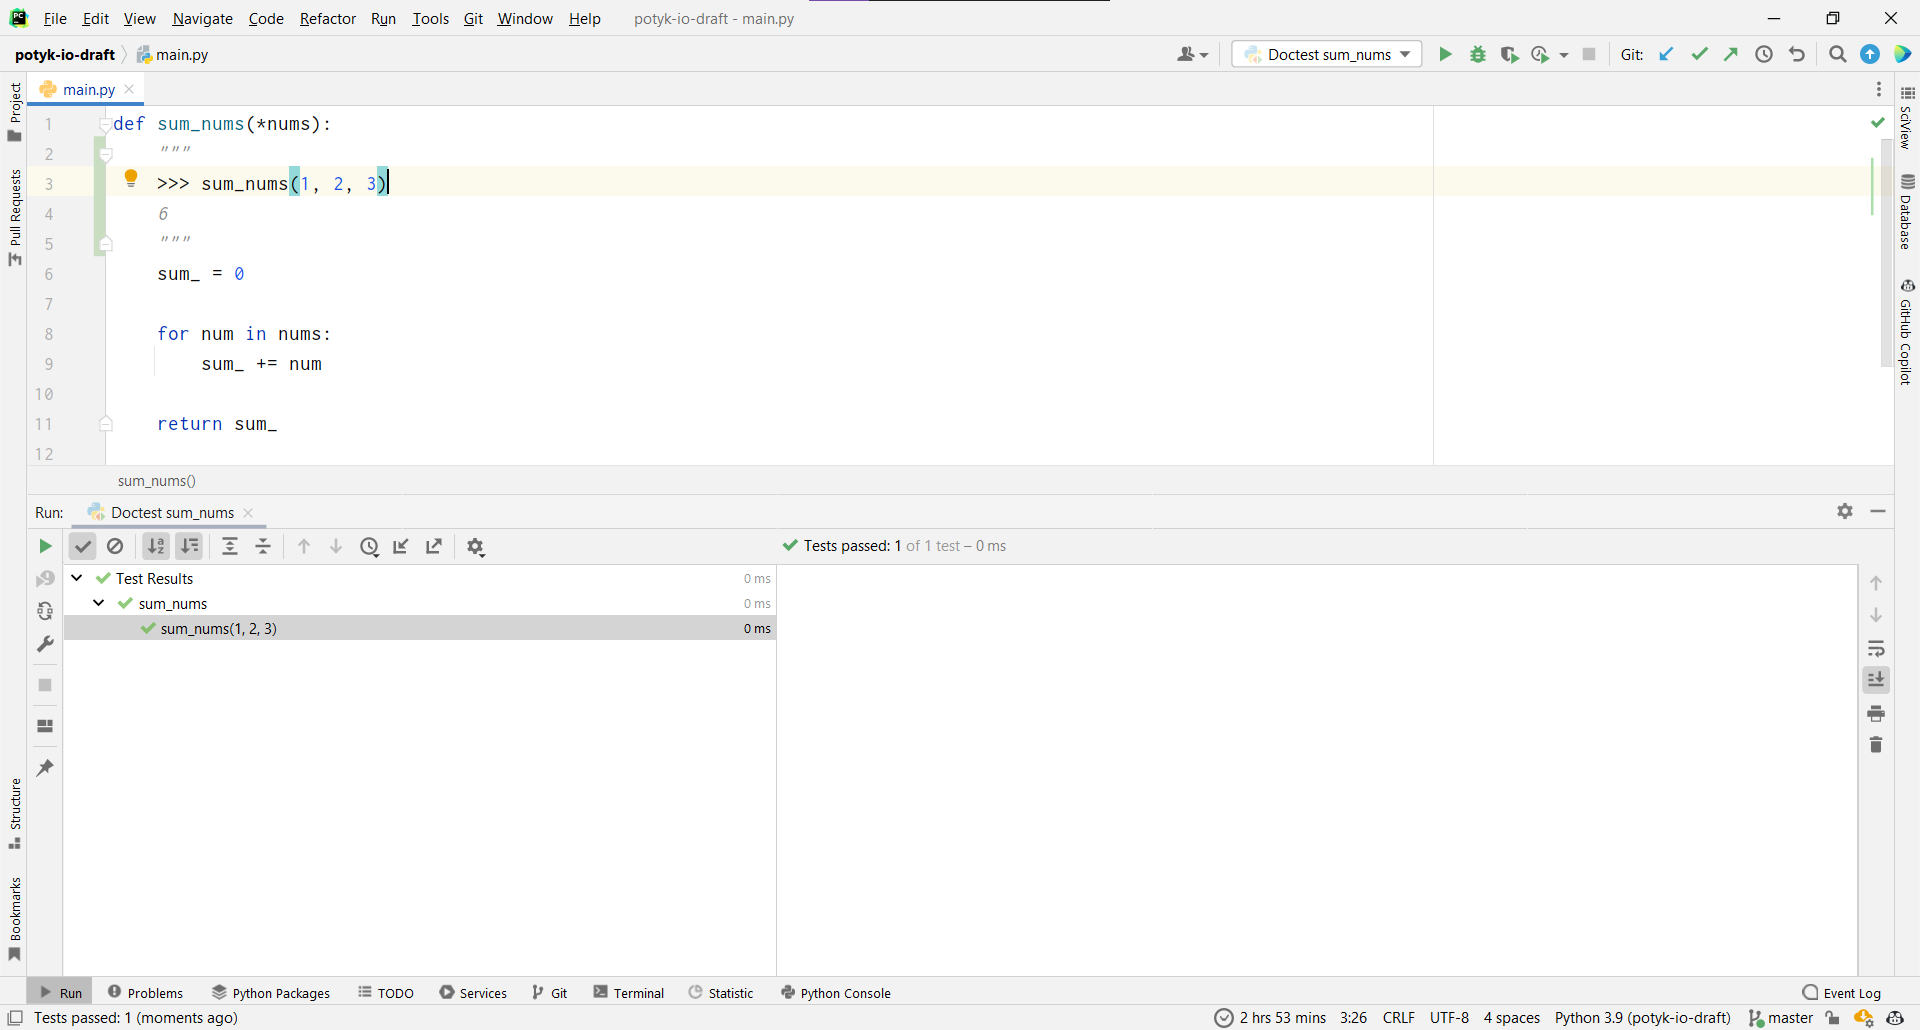 File Edit View Navigate Code Refactor Run Tools Git Window Help potyk-io-draft - main.py
potyk-io-draft main.py Doctest sum_nums Git:
Project
Pull Requests
Structure
Bookmarks
main.py
1 def sum_nums(*nums):
2 """
3 >>> sum_nums(1, 2, 3)
4 6
5 """
6 sum_ = 0
7
8 for num in nums:
9 sum_ += num
10
11 return sum_
12
sum_nums()
SciView
Database
GitHub Copilot
Run: Doctest sum_nums
Tests passed: 1 of 1 test – 0 ms
Test Results 0 ms
sum_nums 0 ms
sum_nums(1, 2, 3) 0 ms
Run Problems Python Packages TODO Services Git Terminal Statistic Python Console Event Log
Tests passed: 1 (moments ago) 2 hrs 53 mins 3:26 CRLF UTF-8 4 spaces Python 3.9 (potyk-io-draft) master